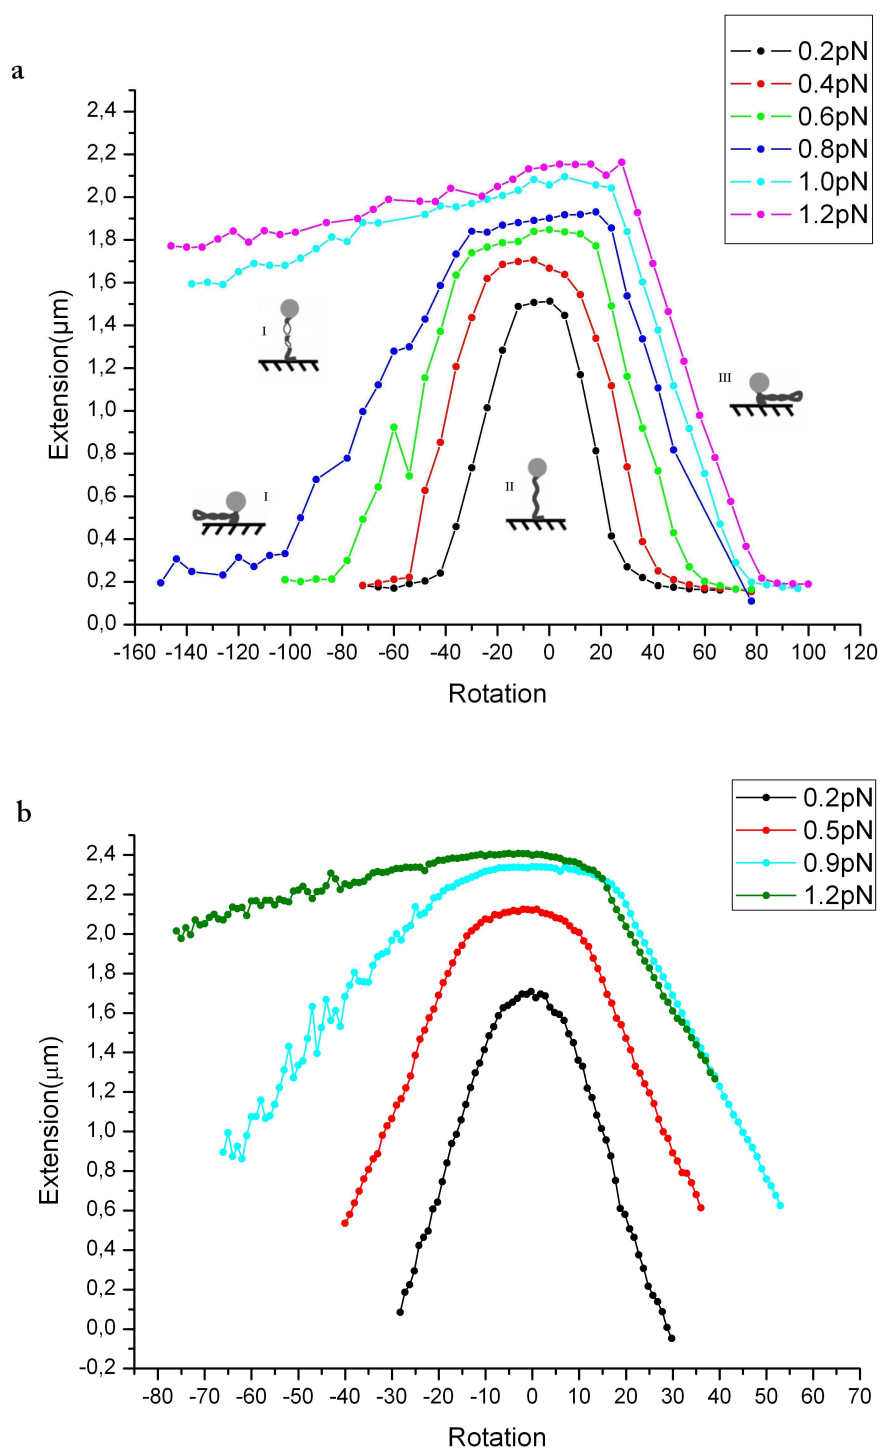 a
0.2pN
0.4pN
0.6pN
0.8pN
1.0pN
1.2pN
Extension(μm)
2,4
2,2
2,0
1,8
1,6
1,4
1,2
1,0
0,8
0,6
0,4
0,2
0,0
I
III
I
II
-160 -140 -120 -100 -80 -60 -40 -20 0 20 40 60 80 100 120
Rotation
b
0.2pN
0.5pN
0.9pN
1.2pN
Extension(μm)
2,4
2,2
2,0
1,8
1,6
1,4
1,2
1,0
0,8
0,6
0,4
0,2
0,0
-0,2
-80 -70 -60 -50 -40 -30 -20 -10 0 10 20 30 40 50 60 70
Rotation